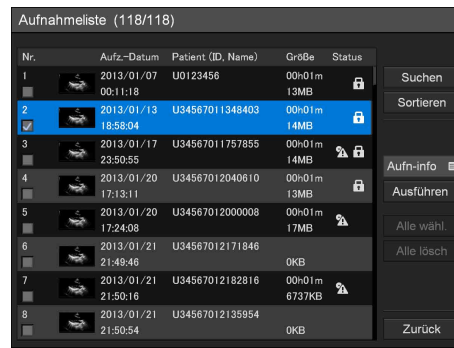 Aufnahmeliste (118/118)
Nr. Aufz.-Datum Patient (ID, Name) Größe Status
1 2013/01/07 U0123456 00h01m
00:11:18 13MB
2 2013/01/13 U34567011348403 00h01m
18:58:04 14MB
3 2013/01/17 U34567011757855 00h01m
23:50:55 14MB
4 2013/01/20 U34567012040610 00h01m
17:13:11 13MB
5 2013/01/20 U34567012000008 00h01m
17:24:08 17MB
6 2013/01/21 U34567012171846
21:49:46 0KB
7 2013/01/21 U34567012182816 00h01m
21:50:16 6737KB
8 2013/01/21 U34567012135954
21:50:54 0KB
Suchen
Sortieren
Aufn-info
Ausführen
Alle wähl.
Alle lösch
Zurück